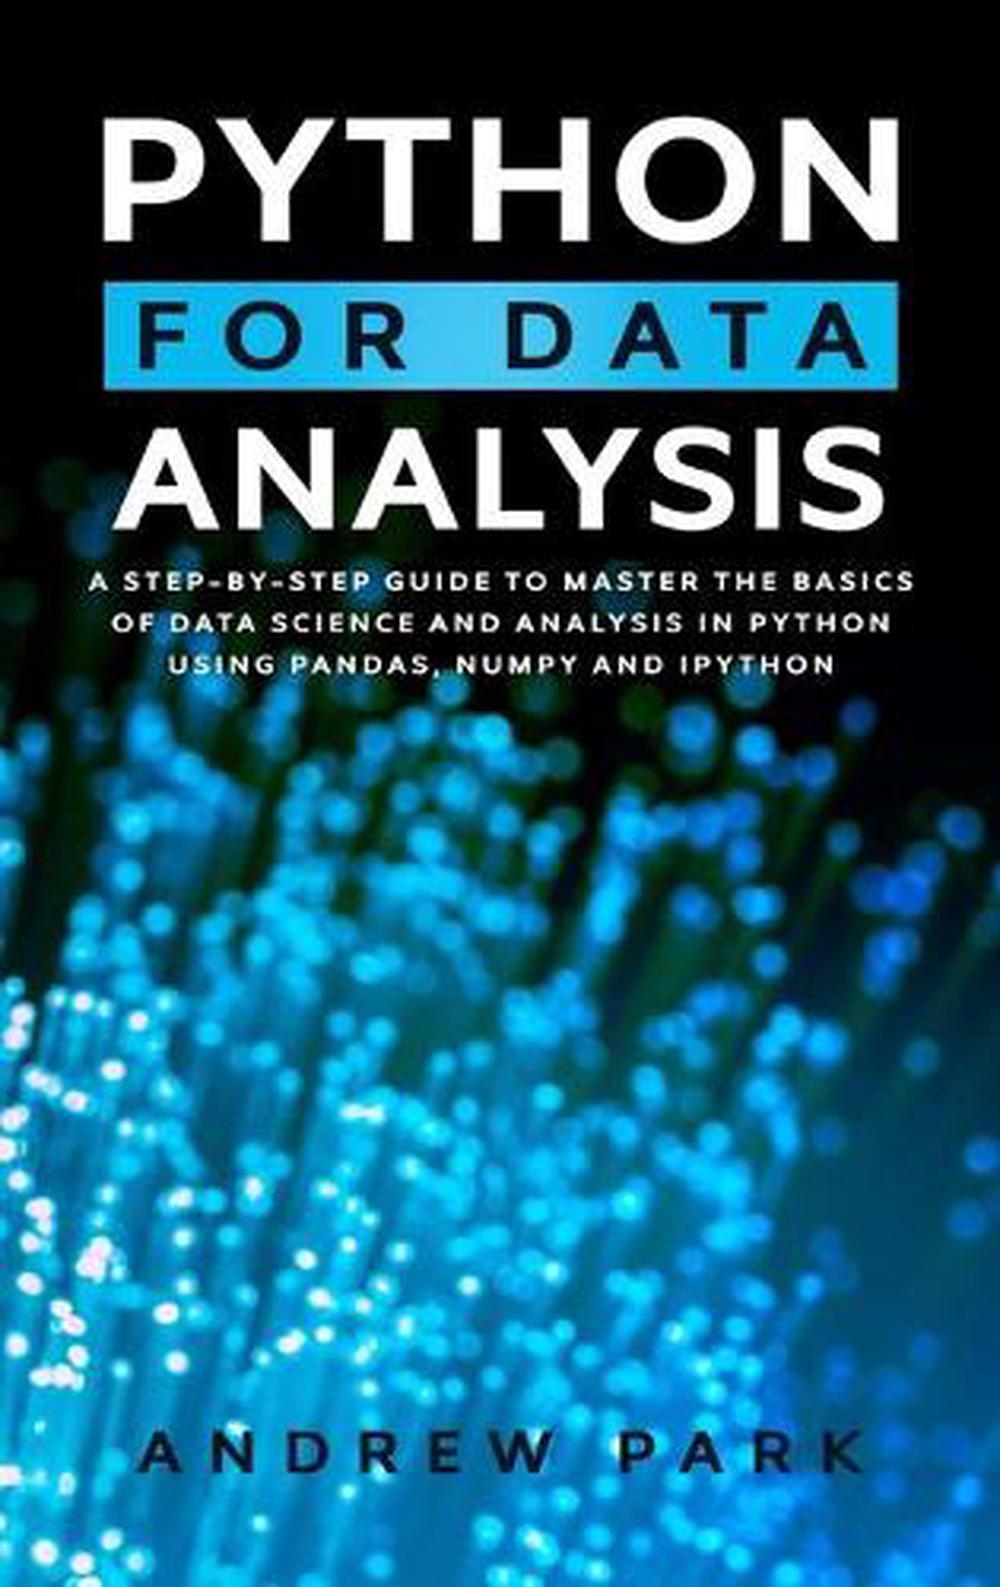 PYTHON
FOR DATA
ANALYSIS
A STEP-BY-STEP GUIDE TO MASTER THE BASICS
OF DATA SCIENCE AND ANALYSIS IN PYTHON
USING PANDAS, NUMPY AND IPYTHON
ANDREW PARK